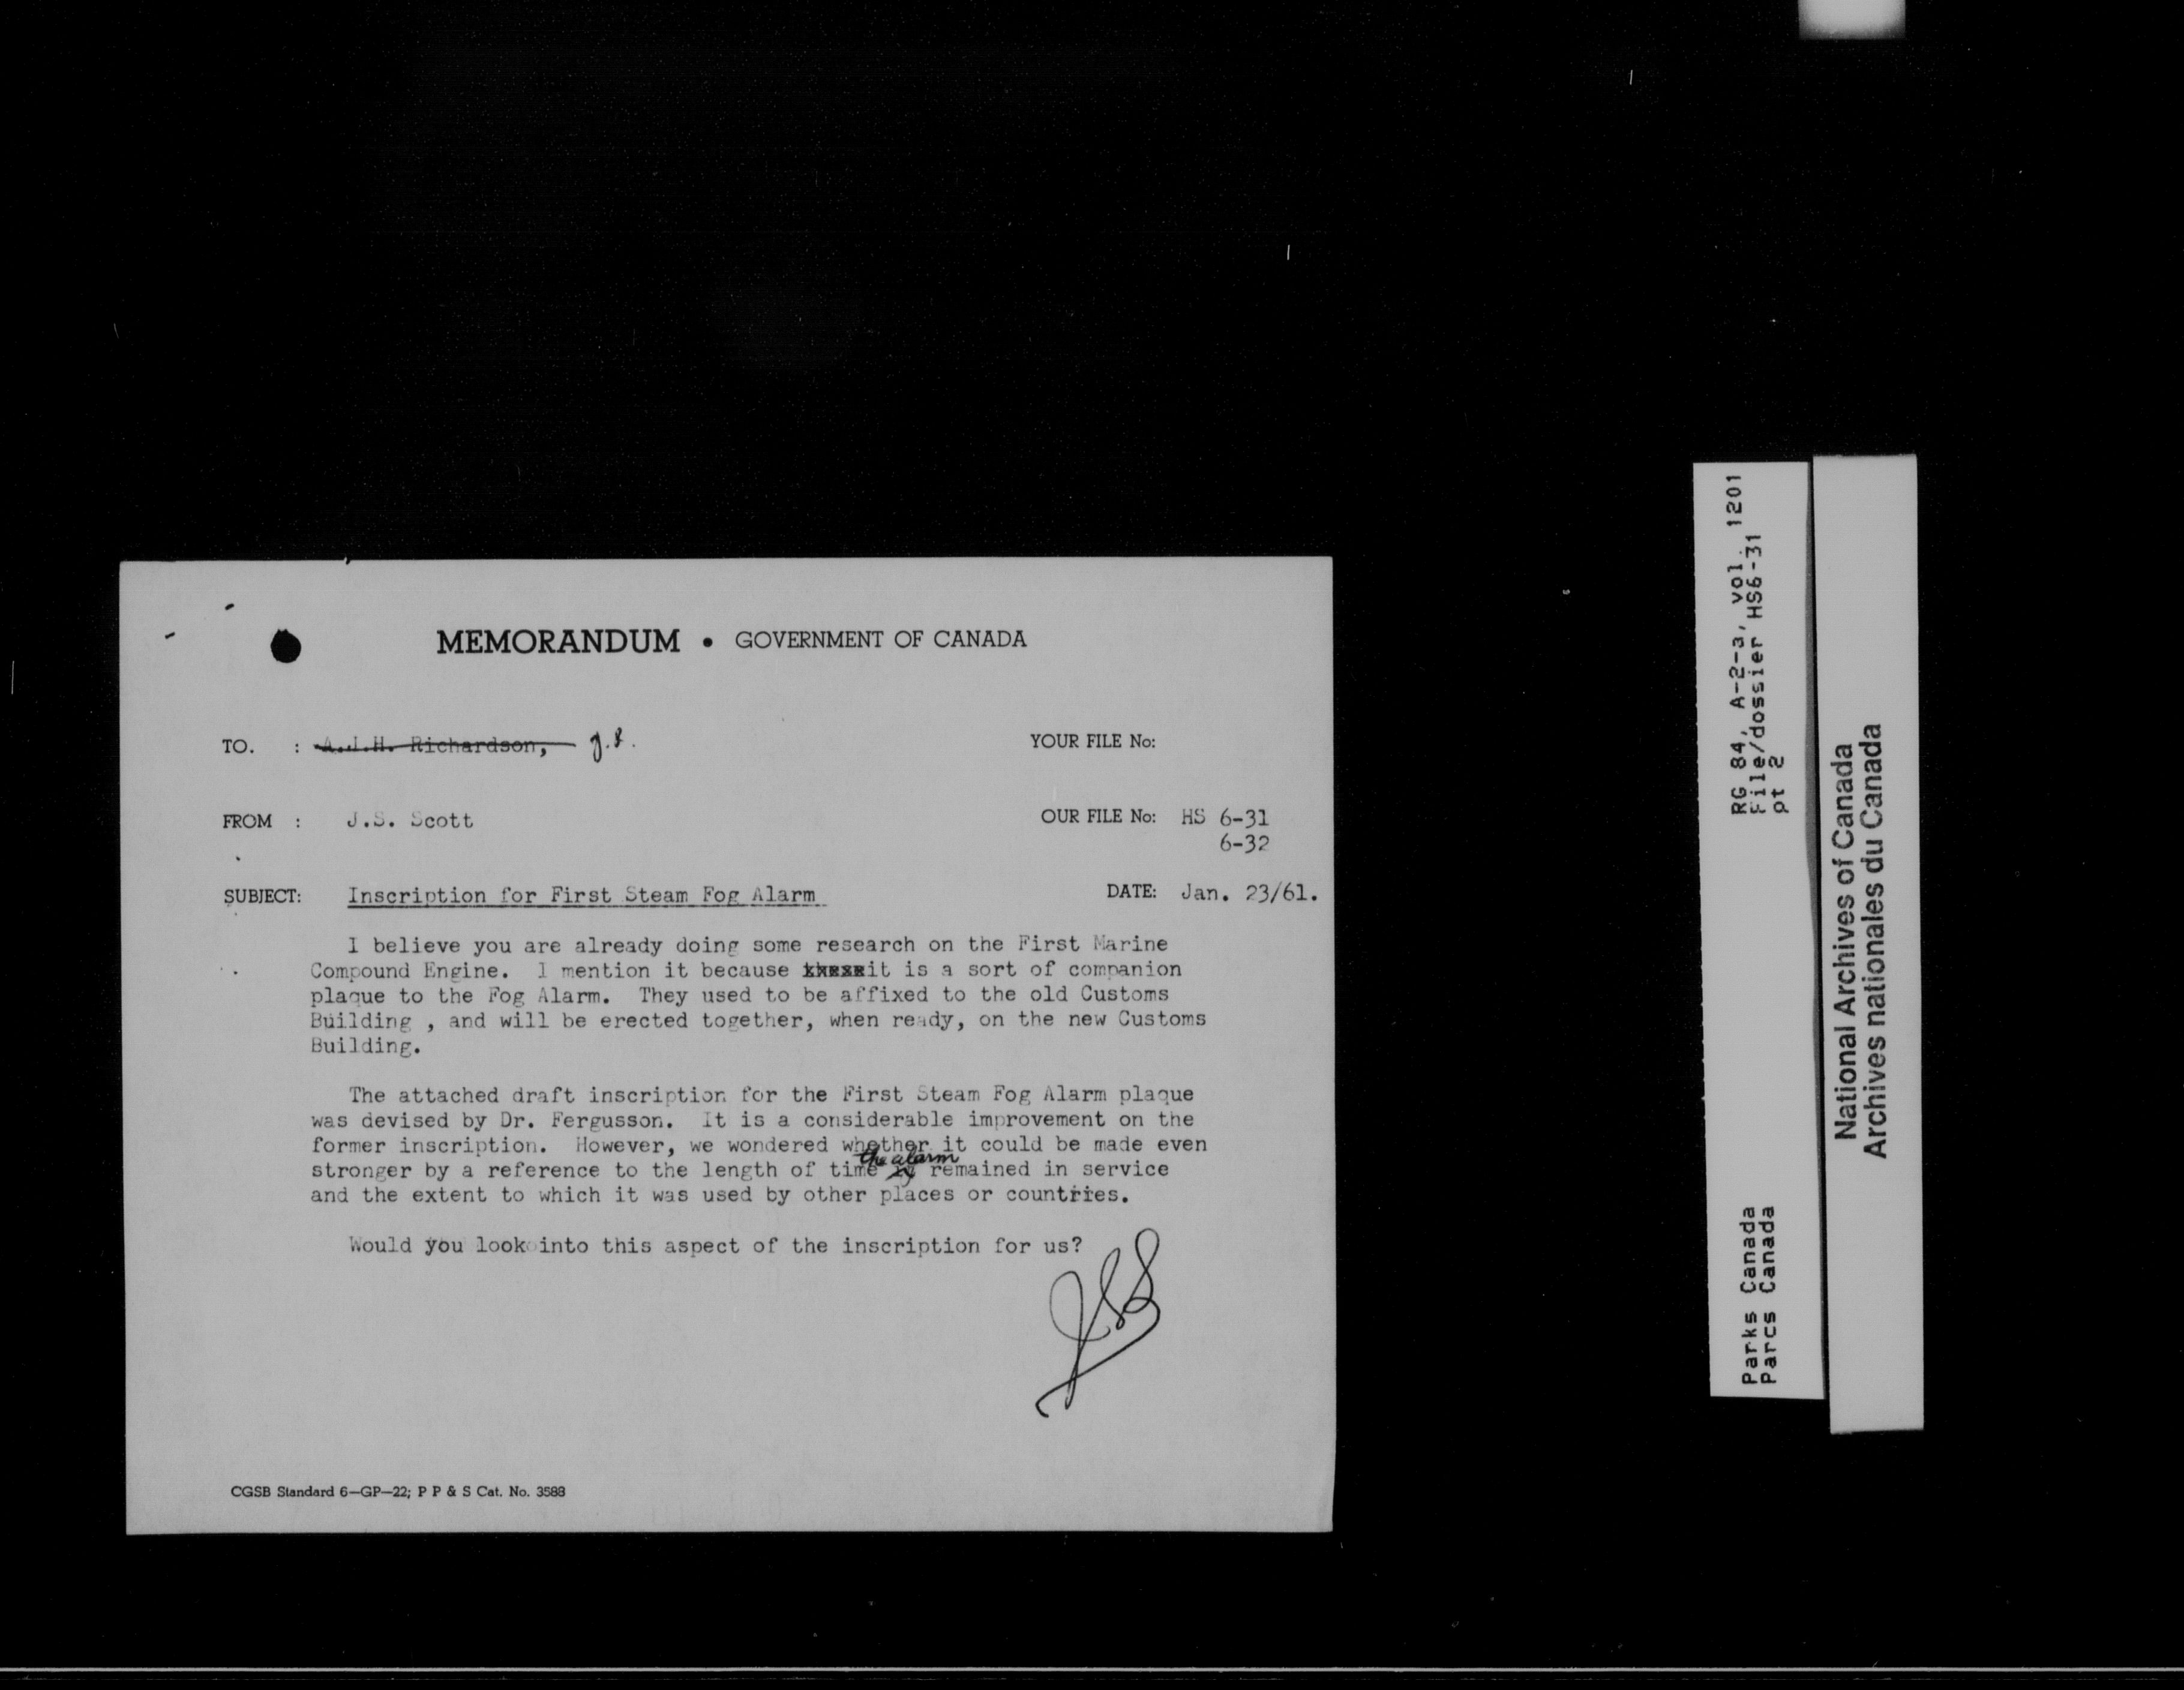 MEMORANDUM • GOVERNMENT OF CANADA
TO. : A.J.H. Richardson, J.S. YOUR FILE No:
FROM : J.S. Scott OUR FILE No: HS 6-31
6-32
SUBJECT: Inscription for First Steam Fog Alarm DATE: Jan. 23/61.
I believe you are already doing some research on the First Marine
Compound Engine. I mention it because it is a sort of companion
plaque to the Fog Alarm. They used to be affixed to the old Customs
Building , and will be erected together, when ready, on the new Customs
Building.
The attached draft inscription for the First Steam Fog Alarm plaque
was devised by Dr. Fergusson. It is a considerable improvement on the
former inscription. However, we wondered whether it could be made even
stronger by a reference to the length of time the alarm remained in service
and the extent to which it was used by other places or countries.
Would you look into this aspect of the inscription for us?
JSS
CGSB Standard 6-GP-22; P P & S Cat. No. 3588
RG 84, A-2-3, vol. 1201
File/dossier HS6-31
pt 2
Parks Canada
Parcs Canada
National Archives of Canada
Archives nationales du Canada